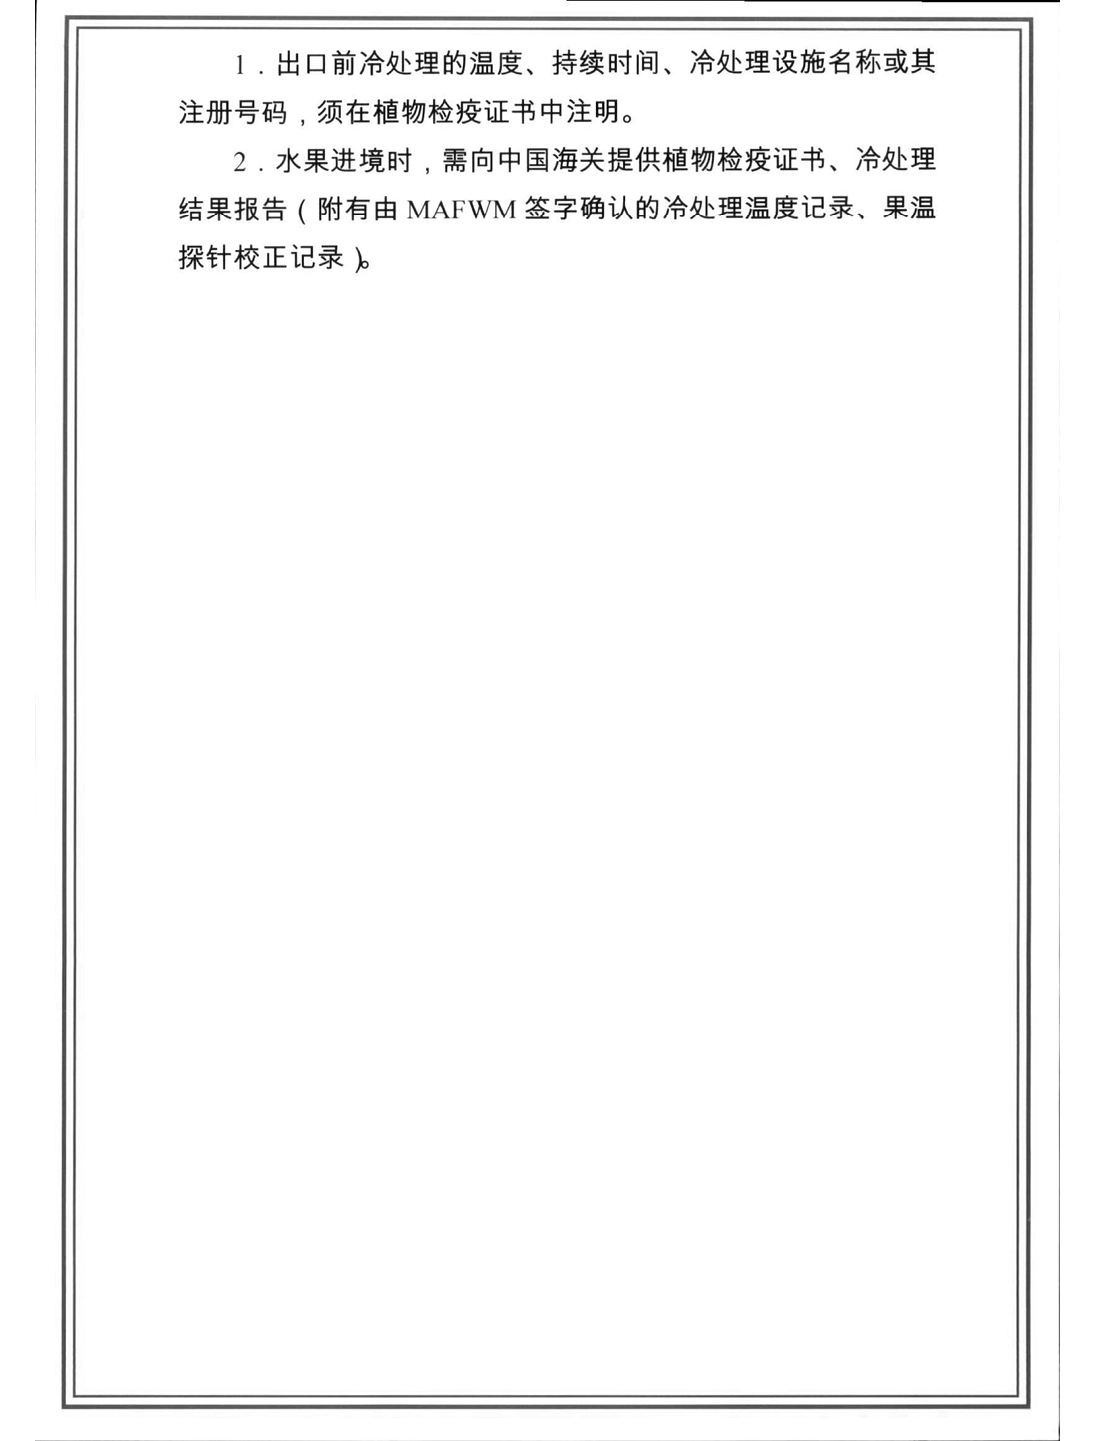 1．出口前冷处理的温度、持续时间、冷处理设施名称或其
注册号码，须在植物检疫证书中注明。
2．水果进境时，需向中国海关提供植物检疫证书、冷处理
结果报告（附有由 MAFWM 签字确认的冷处理温度记录、果温
探针校正记录）。